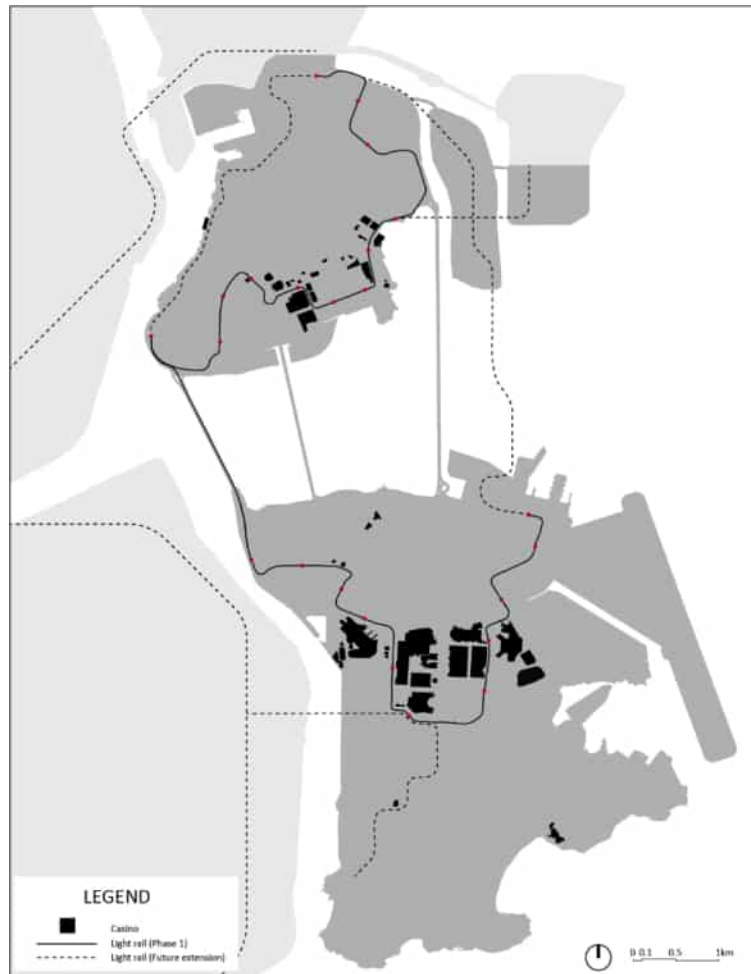 LEGEND
Casino
Light rail (Phase 1)
Light rail (Future extension)
0 0.1 0.5 1km